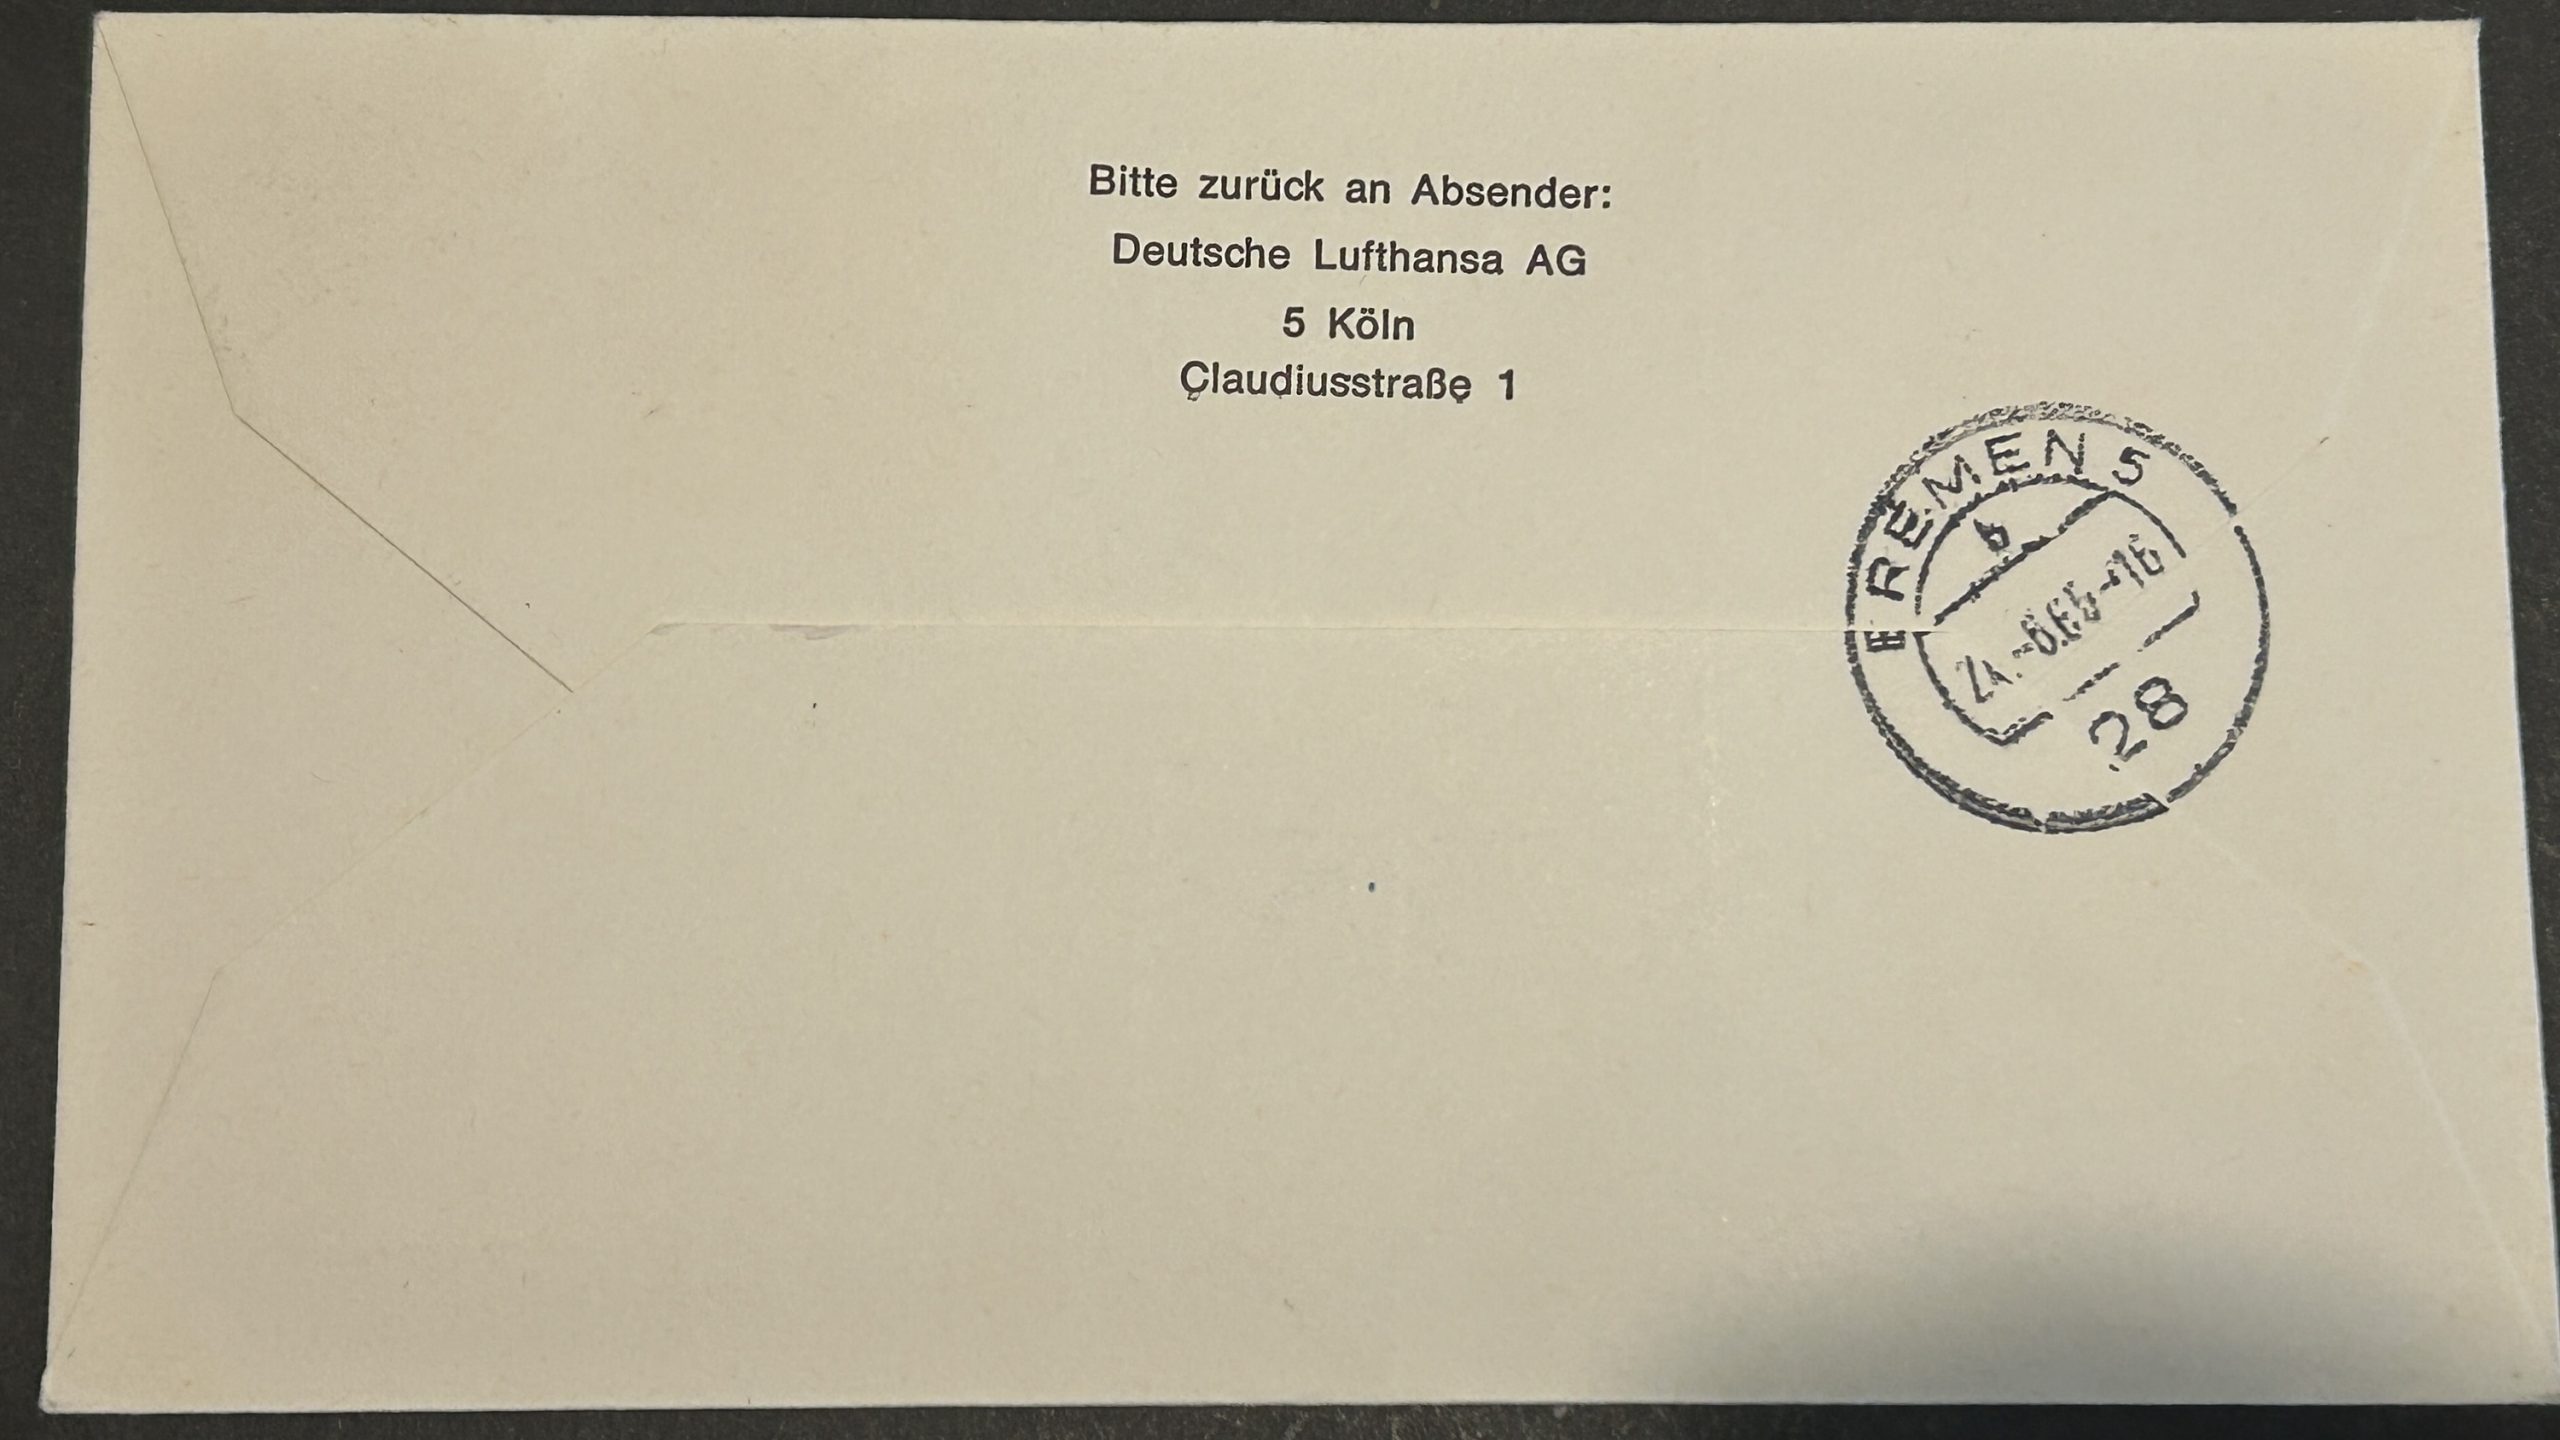 Bitte zurück an Absender:
Deutsche Lufthansa AG
5 Köln
Claudiusstraße 1
BREMEN 5
b
28